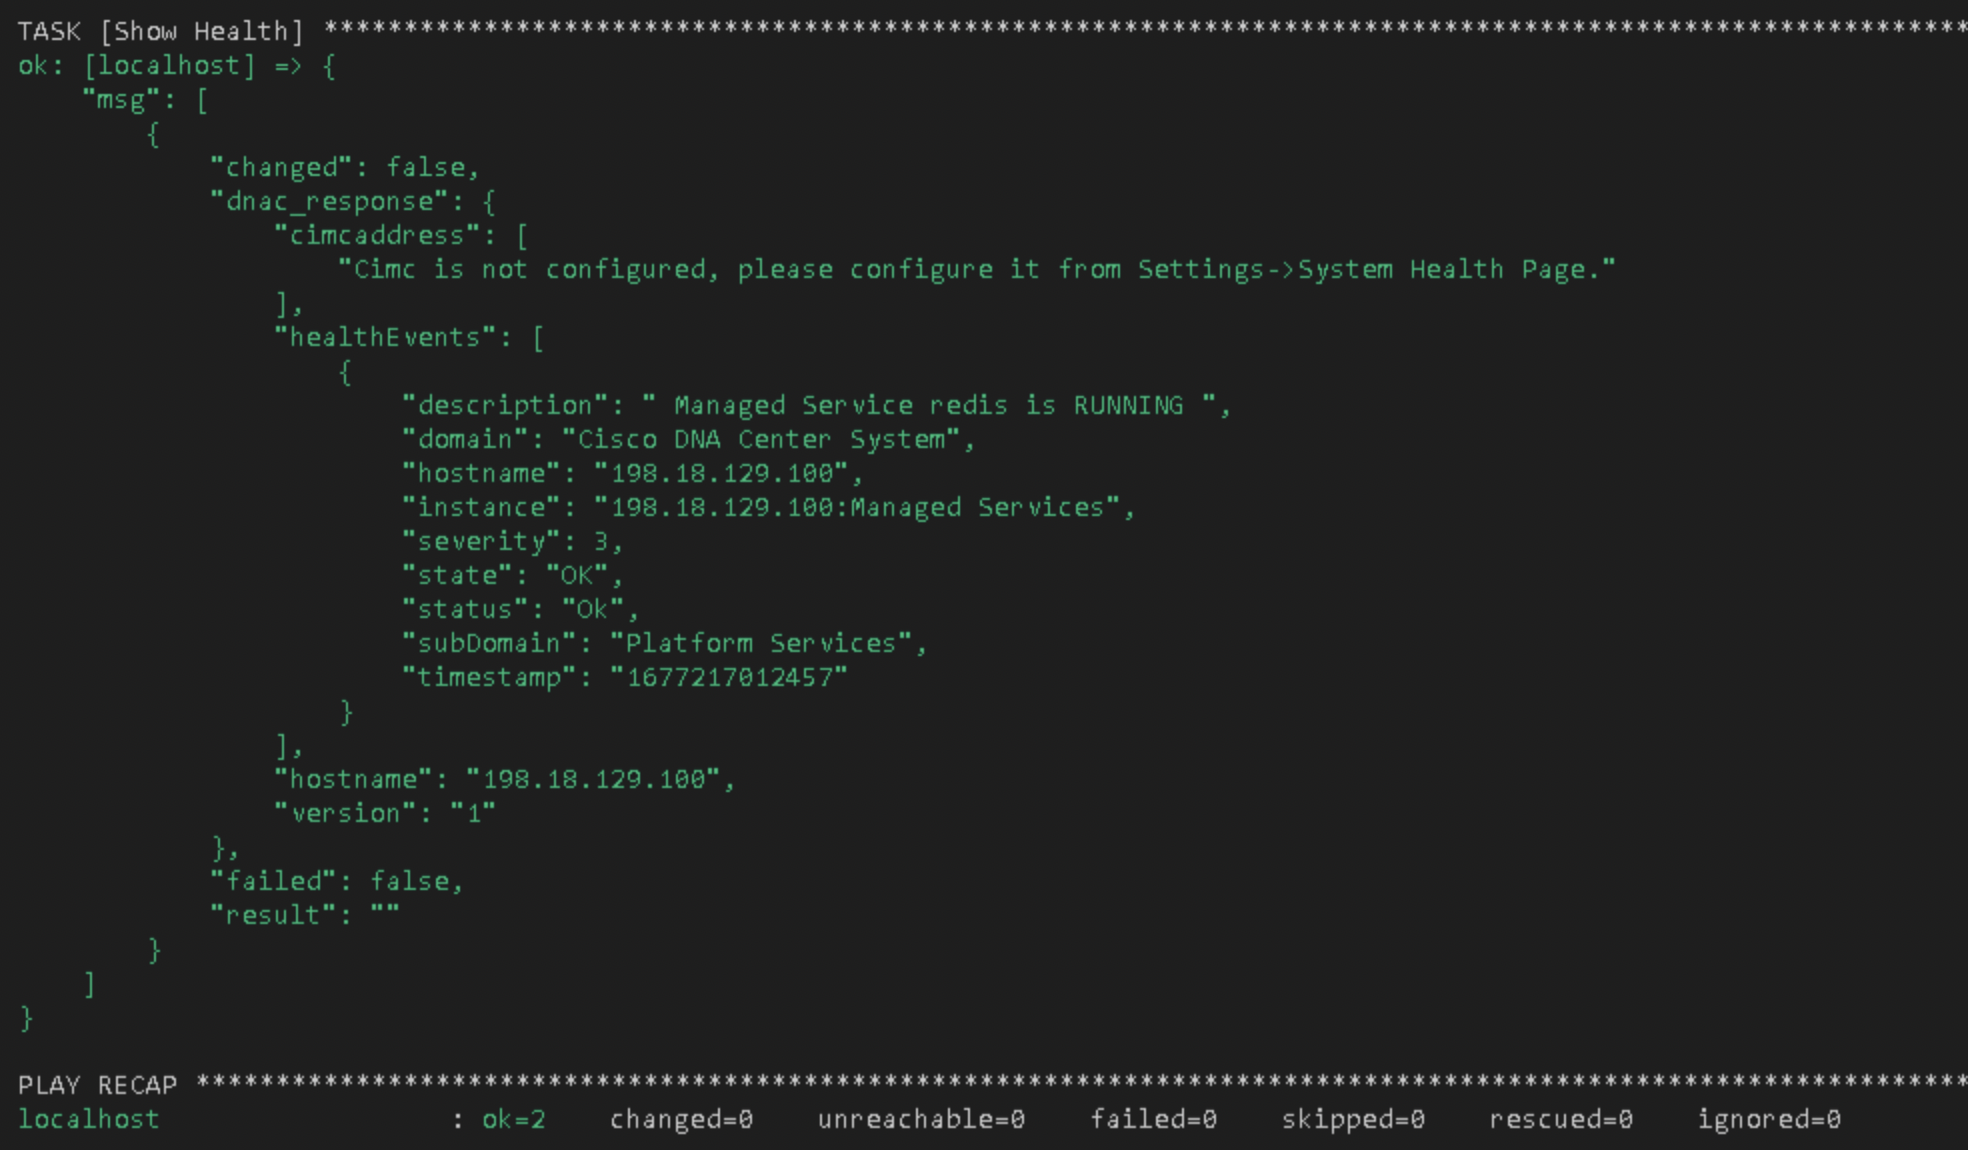 TASK [Show Health] *******************************************************************************************************
ok: [localhost] => {
    "msg": [
        {
            "changed": false,
            "dnac_response": {
                "cimcaddress": [
                    "Cimc is not configured, please configure it from Settings->System Health Page."
                ],
                "healthEvents": [
                    {
                        "description": " Managed Service redis is RUNNING ",
                        "domain": "Cisco DNA Center System",
                        "hostname": "198.18.129.100",
                        "instance": "198.18.129.100:Managed Services",
                        "severity": 3,
                        "state": "OK",
                        "status": "Ok",
                        "subDomain": "Platform Services",
                        "timestamp": "1677217012457"
                    }
                ],
                "hostname": "198.18.129.100",
                "version": "1"
            },
            "failed": false,
            "result": ""
        }
    ]
}
PLAY RECAP ***************************************************************************************************************
localhost                  : ok=2    changed=0    unreachable=0    failed=0    skipped=0    rescued=0    ignored=0